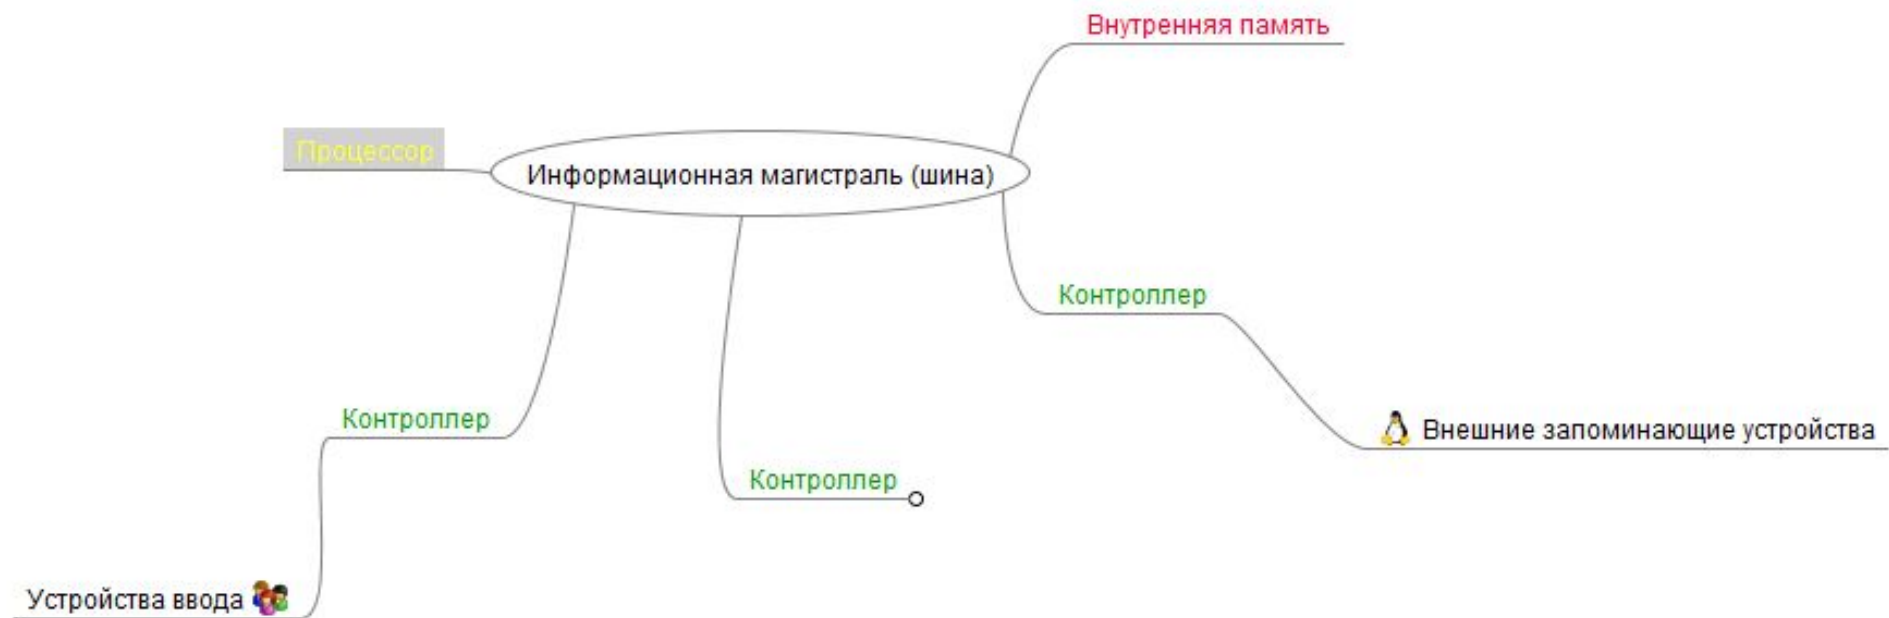 Внутренняя память
Процессор
Информационная магистраль (шина)
Контроллер
Контроллер
Внешние запоминающие устройства
Контроллер
Устройства ввода